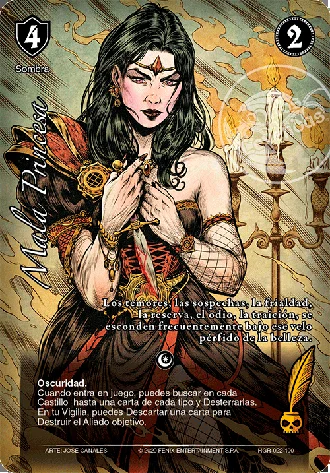 4
2
Sombra
Mala Princesa
Los temores, las sospechas, la frialdad,
la reserva, el odio, la traición, se
esconden frecuentemente bajo ese velo
pérfido de la belleza.
Oscuridad.
Cuando entra en juego, puedes buscar en cada
Castillo, hasta una carta de cada tipo y Desterrarlas.
En tu Vigilia, puedes Descartar una carta para
Destruir el Aliado objetivo.
ARTE: JOSE CANALES
FENIX ENTERTAINMENT S.P.A.